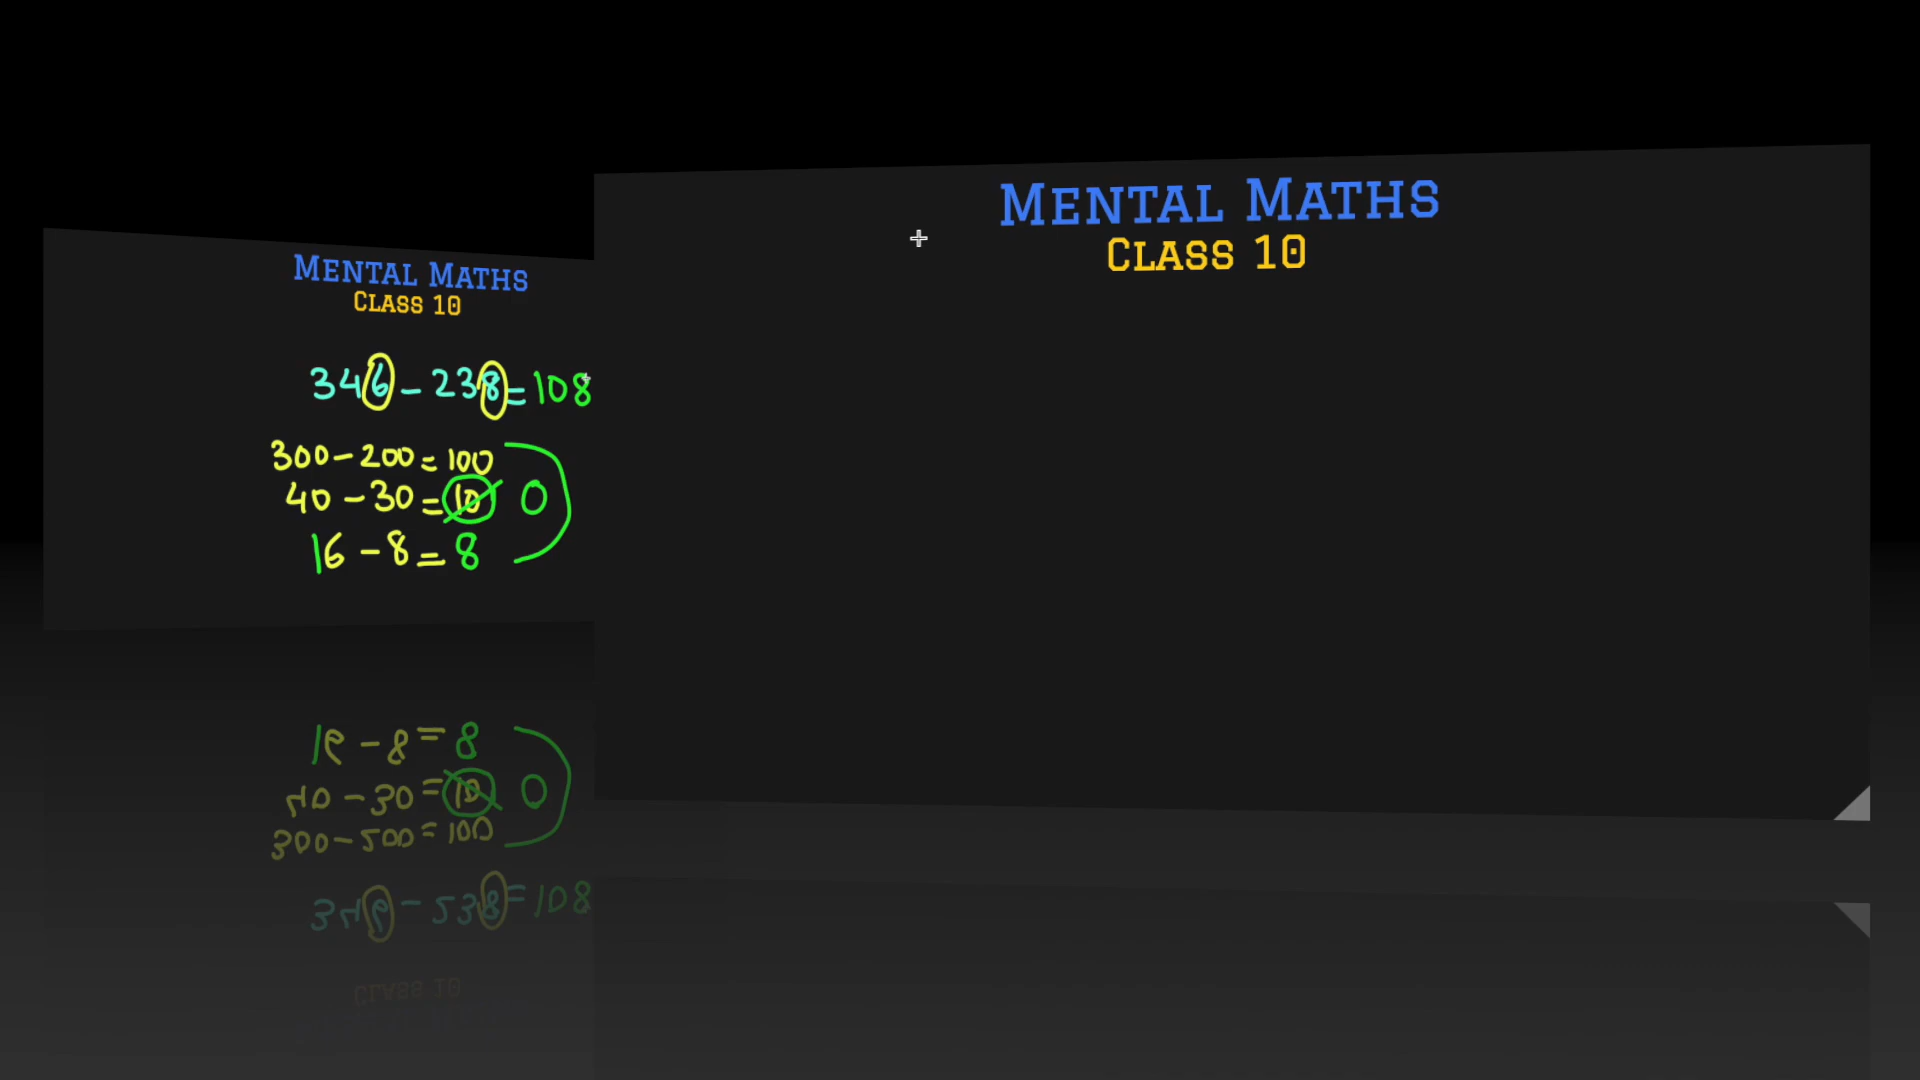 Mental Maths
Class 10
346 - 238 = 108
300 - 200 = 100
40 - 30 = 10 0
16 - 8 = 8
Mental Maths
Class 10